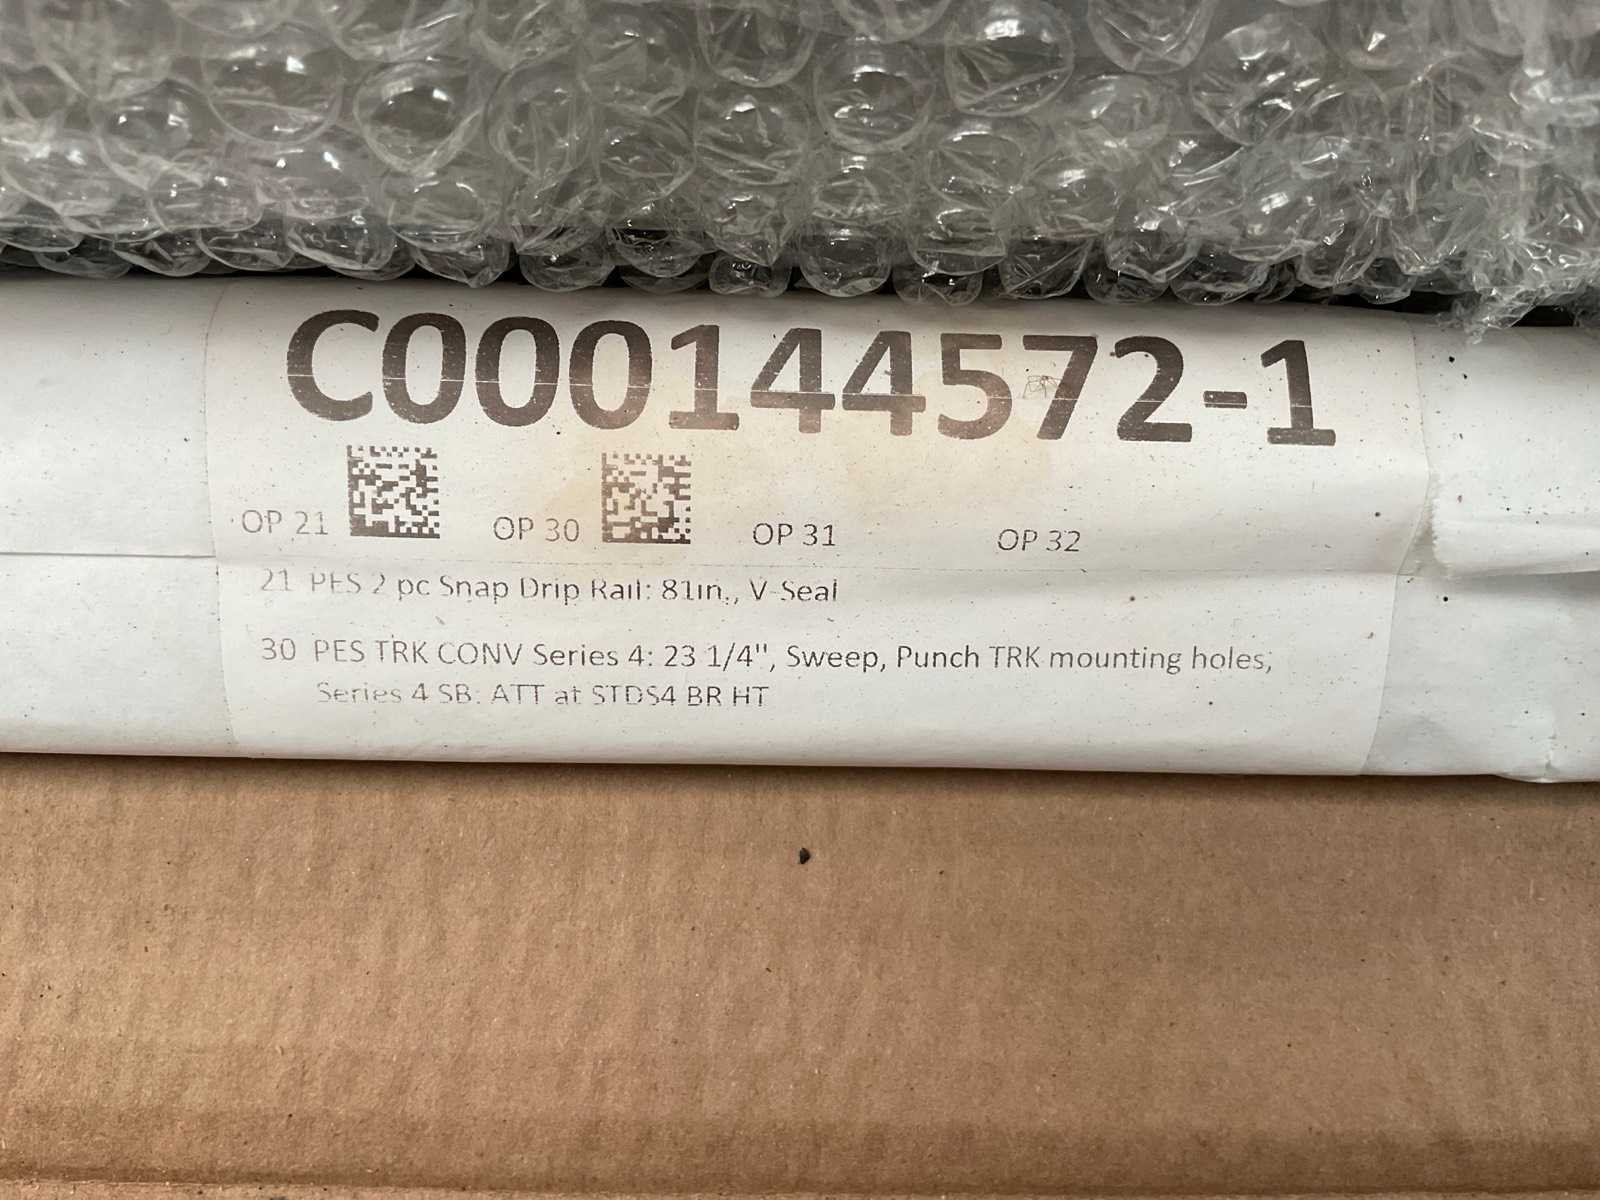 C000144572-1
OP 21 OP 30 OP 31 OP 32
21 PES 2 pc Snap Drip Rail: 81in., V-Seal
30 PES TRK CONV Series 4: 23 1/4", Sweep, Punch TRK mounting holes;
Series 4 SB: ATT at STDS4 BR HT